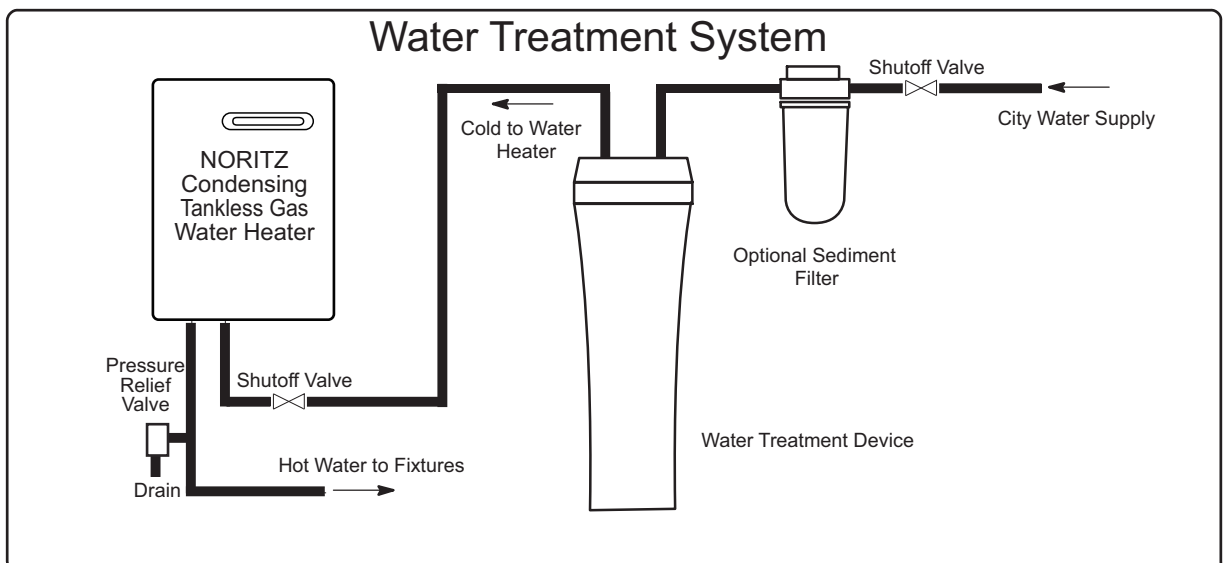 Water Treatment System
Shutoff Valve
City Water Supply
Cold to Water
Heater
NORITZ
Condensing
Tankless Gas
Water Heater
Optional Sediment
Filter
Pressure
Relief
Valve
Shutoff Valve
Water Treatment Device
Hot Water to Fixtures
Drain